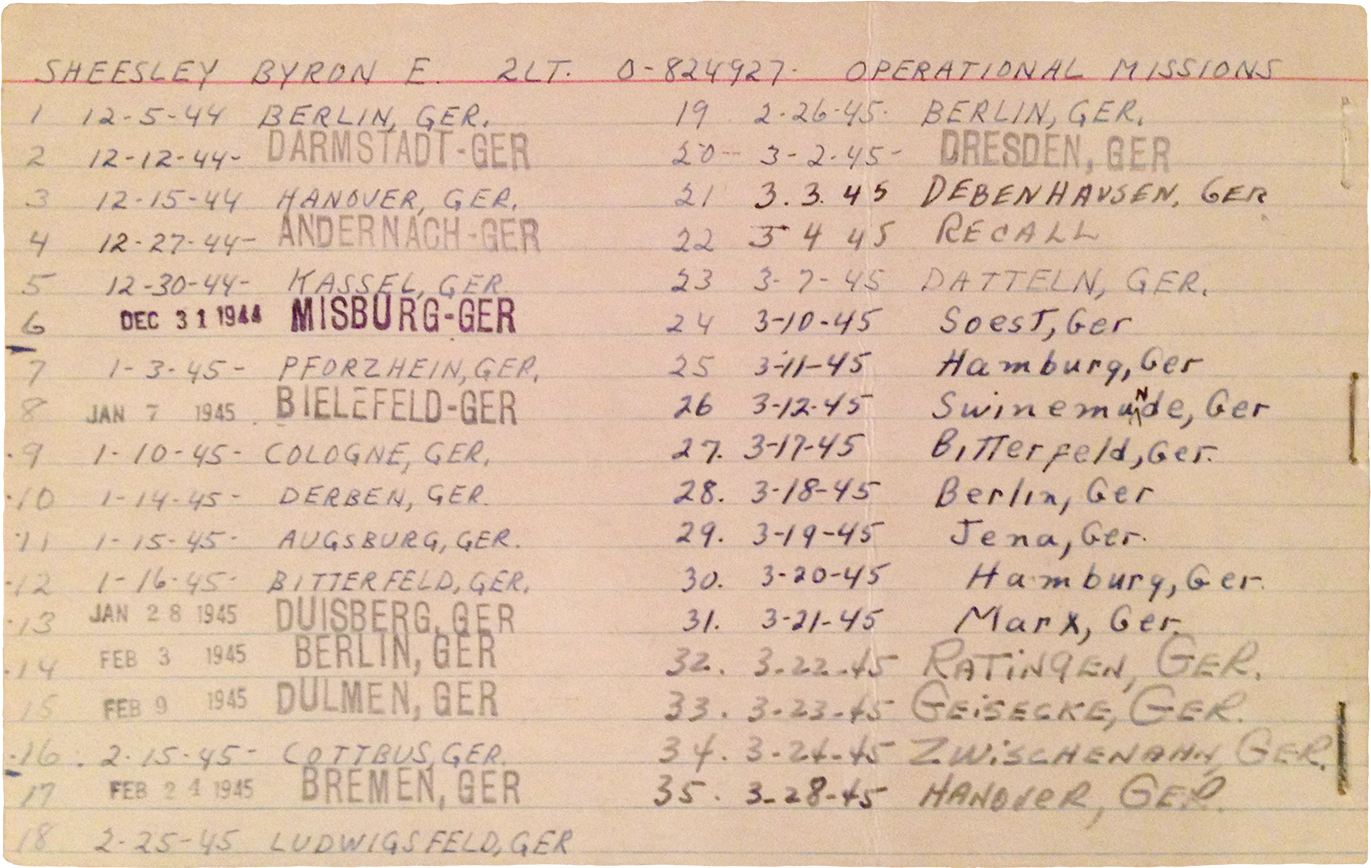 SHEESLEY BYRON E. 2LT. O-824927. OPERATIONAL MISSIONS
1 12-5-44 BERLIN, GER.
2 12-12-44- DARMSTADT-GER
3 12-15-44 HANOVER, GER.
4 12-27-44- ANDERNACH-GER
5 12-30-44- KASSEL, GER.
6 DEC 31 1944 MISBURG-GER
7 1-3-45- PFORZHEIN, GER.
8 JAN 7 1945 BIELEFELD-GER
9 1-10-45- COLOGNE, GER.
10 1-14-45- DERBEN, GER.
11 1-15-45- AUGSBURG, GER.
12 1-16-45- BITTERFELD, GER.
13 JAN 28 1945 DUISBERG, GER
14 FEB 3 1945 BERLIN, GER
15 FEB 9 1945 DULMEN, GER
16 2-15-45- COTTBUS, GER.
17 FEB 24 1945 BREMEN, GER
18 2-25-45 LUDWIGSFELD, GER
19 2-26-45- BERLIN, GER.
20- 3-2-45- DRESDEN, GER
21 3.3.45 DEBENHAUSEN, GER
22 3 4 45 RECALL
23 3-7-45 DATTELN, GER.
24 3-10-45 Soest, Ger
25 3-11-45 Hamburg, Ger
26 3-12-45 Swinemunde, Ger
27. 3-17-45 Bitterfeld, Ger.
28. 3-18-45 Berlin, Ger
29. 3-19-45 Jena, Ger.
30. 3-20-45 Hamburg, Ger.
31. 3-21-45 Marx, Ger.
32. 3-22-45 RATiNGEN, GER.
33. 3-23-45 GEiSECKE, GER.
34. 3-24-45 ZWiSCHENAHN, GER.
35. 3-28-45 HANOVER, GER.